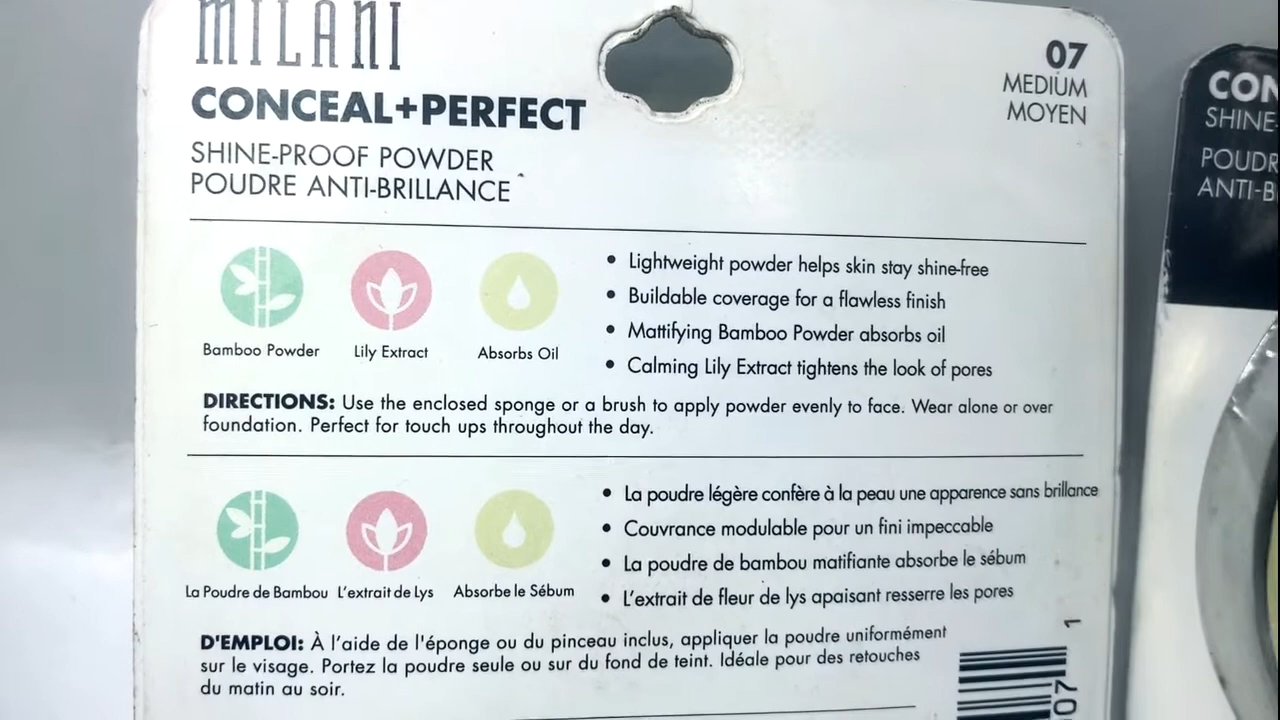 MILANI
CONCEAL+PERFECT
SHINE-PROOF POWDER
POUDRE ANTI-BRILLANCE
07
MEDIUM
MOYEN
Bamboo Powder
Lily Extract
Absorbs Oil
• Lightweight powder helps skin stay shine-free
• Buildable coverage for a flawless finish
• Mattifying Bamboo Powder absorbs oil
• Calming Lily Extract tightens the look of pores
DIRECTIONS: Use the enclosed sponge or a brush to apply powder evenly to face. Wear alone or over
foundation. Perfect for touch ups throughout the day.
La Poudre de Bambou
L'extrait de Lys
Absorbe le Sébum
• La poudre légère confère à la peau une apparence sans brillance
• Couvrance modulable pour un fini impeccable
• La poudre de bambou matifiante absorbe le sébum
• L'extrait de fleur de lys apaisant resserre les pores
D'EMPLOI: À l'aide de l'éponge ou du pinceau inclus, appliquer la poudre uniformément
sur le visage. Portez la poudre seule ou sur du fond de teint. Idéale pour des retouches
du matin au soir.
1
07
CON
SHINE-
POUDR
ANTI-B